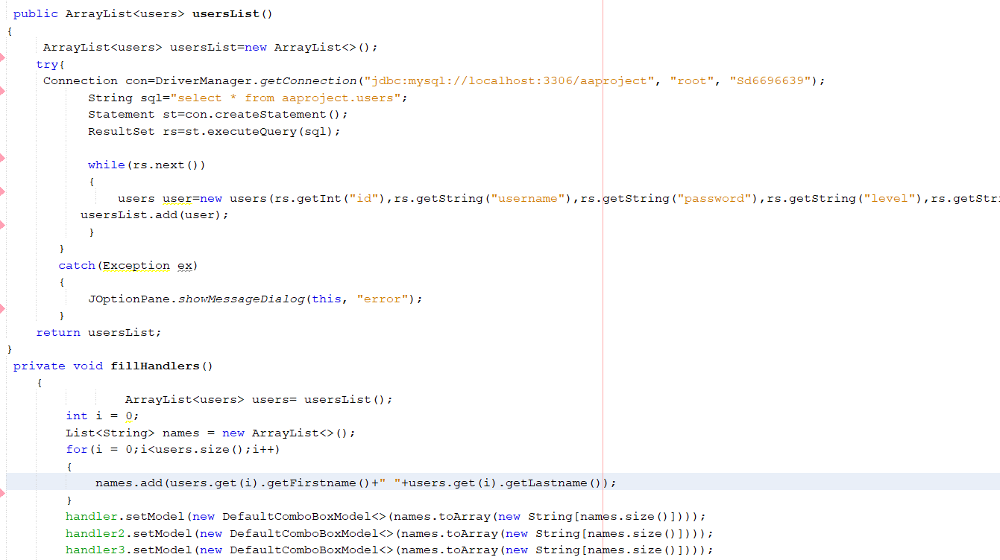 public ArrayList<users> usersList()
{
ArrayList<users> usersList=new ArrayList<>();
try{
Connection con=DriverManager.getConnection("jdbc:mysql://localhost:3306/aaproject", "root", "Sd6696639");
String sql="select * from aaproject.users";
Statement st=con.createStatement();
ResultSet rs=st.executeQuery(sql);
while(rs.next())
{
users user=new users(rs.getInt("id"),rs.getString("username"),rs.getString("password"),rs.getString("level"),rs.getStri
usersList.add(user);
}
}
catch(Exception ex)
{
JOptionPane.showMessageDialog(this, "error");
}
return usersList;
}
private void fillHandlers()
{
ArrayList<users> users= usersList();
int i = 0;
List<String> names = new ArrayList<>();
for(i = 0;i<users.size();i++)
{
names.add(users.get(i).getFirstname()+" "+users.get(i).getLastname());
}
handler.setModel(new DefaultComboBoxModel<>(names.toArray(new String[names.size()])));
handler2.setModel(new DefaultComboBoxModel<>(names.toArray(new String[names.size()])));
handler3.setModel(new DefaultComboBoxModel<>(names.toArray(new String[names.size()])));